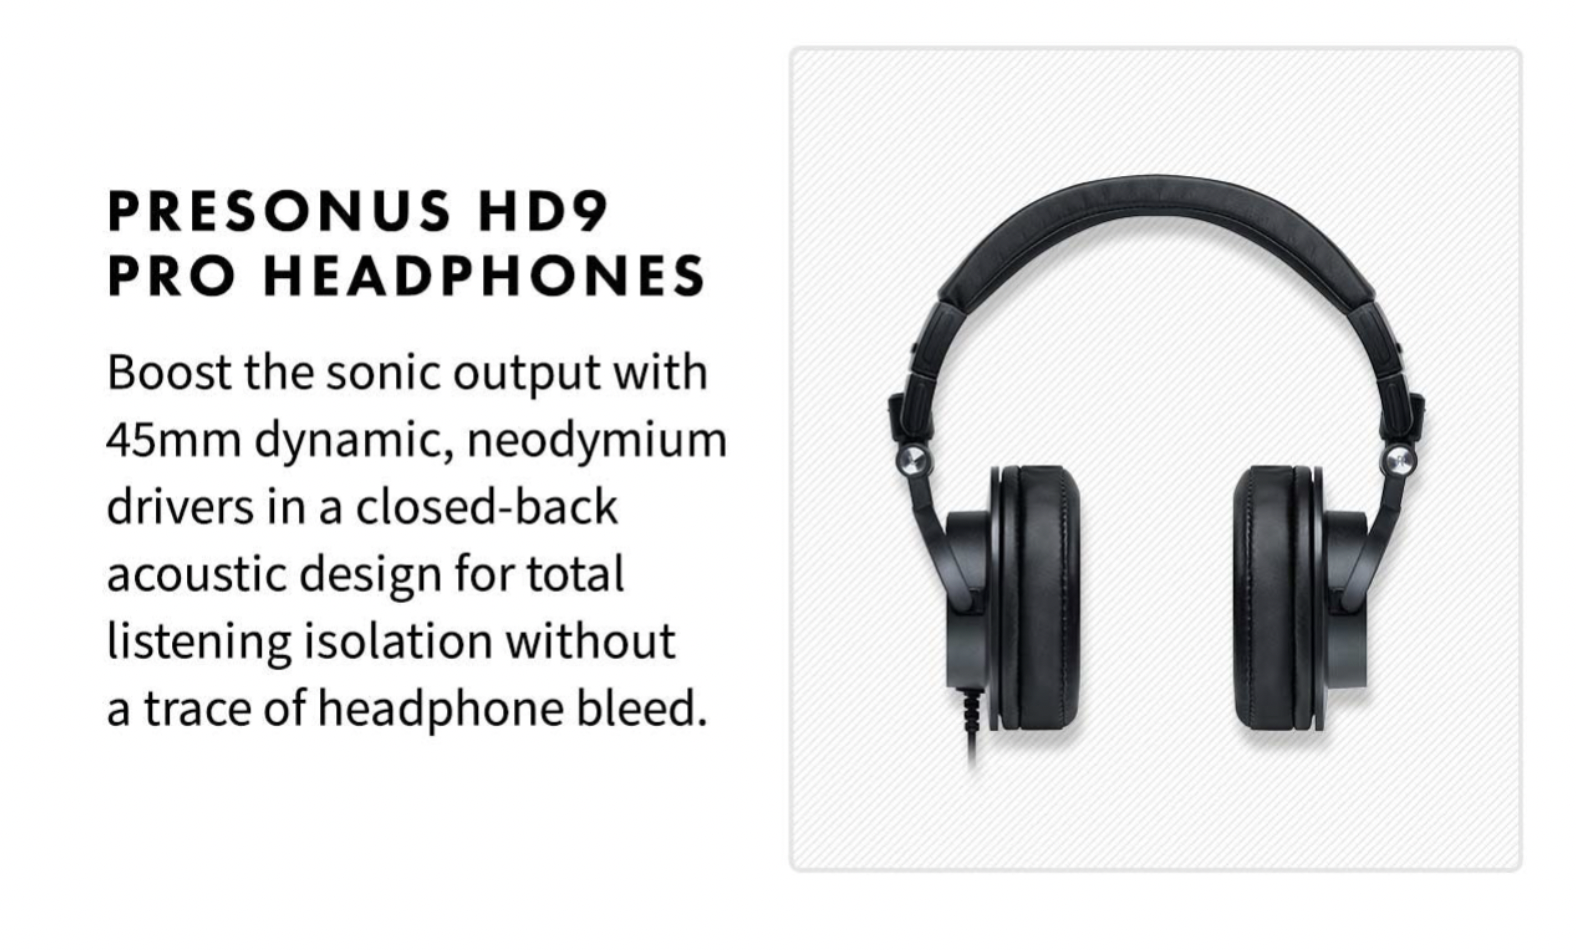 PRESONUS HD9
PRO HEADPHONES
Boost the sonic output with
45mm dynamic, neodymium
drivers in a closed-back
acoustic design for total
listening isolation without
a trace of headphone bleed.